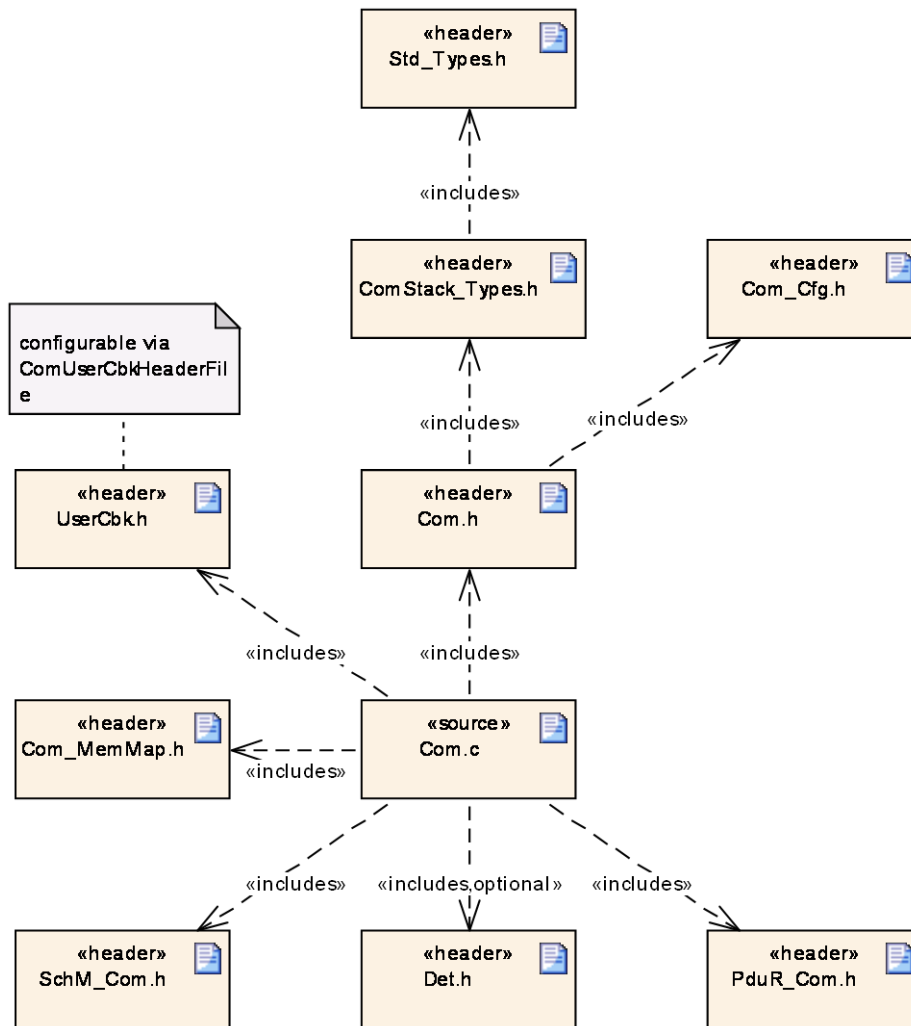 «header»
Std_Types.h
«includes»
«header»
ComStack_Types.h
«header»
Com_Cfg.h
configurable via
ComUserCbkHeaderFil
e
«includes»
«includes»
«header»
UserCbk.h
«header»
Com.h
«includes»
«includes»
«header»
Com_MemMap.h
«source»
Com.c
«includes»
«includes»
«includes,optional»
«includes»
«header»
SchM_Com.h
«header»
Det.h
«header»
PduR_Com.h